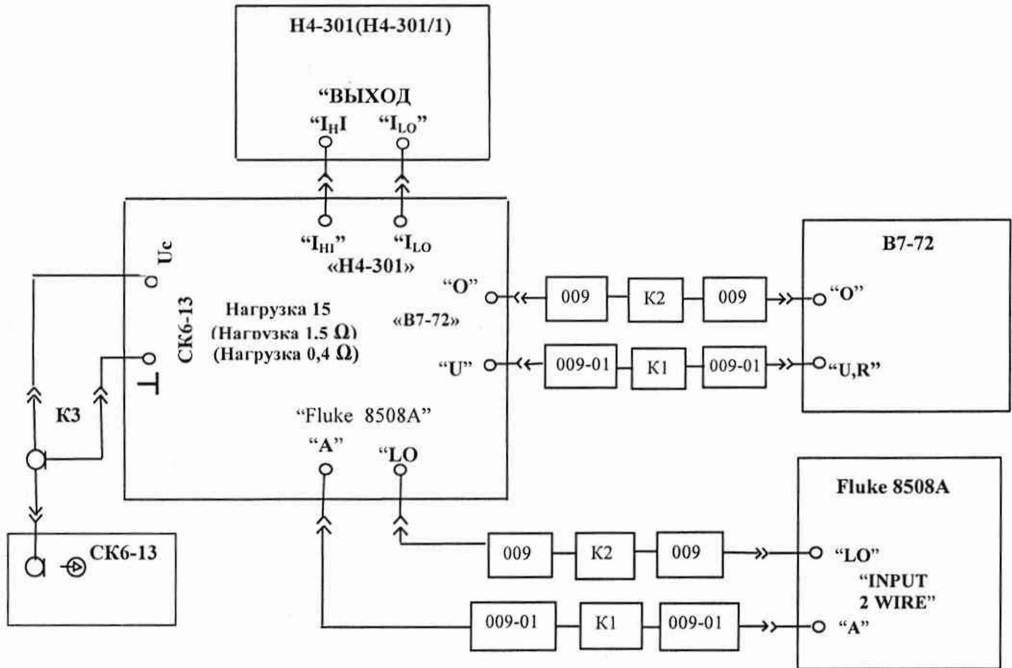 Н4-301(Н4-301/1)
“ВЫХОД
“IHI “ILO”
“IHI” “ILO
«Н4-301»
Uc
СК6-13
Нагрузка 15
(Нагрузка 1.5 Ω)
(Нагрузка 0,4 Ω)
“О”
«В7-72»
“U”
009
К2
009
009-01
К1
009-01
В7-72
“О”
“U,R”
“Fluke 8508A”
“А” “LO
К3
СК6-13
009
К2
009
009-01
К1
009-01
Fluke 8508A
“LO”
“INPUT
2 WIRE”
“А”